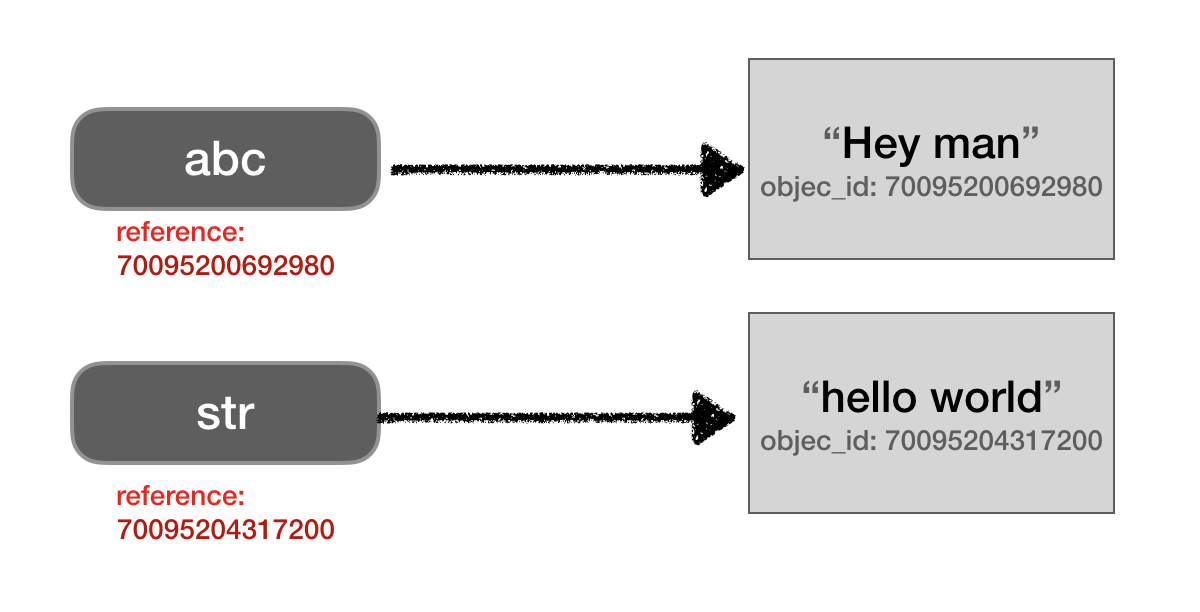 abc
reference:
70095200692980
“Hey man”
objec_id: 70095200692980
str
reference:
70095204317200
“hello world”
objec_id: 70095204317200